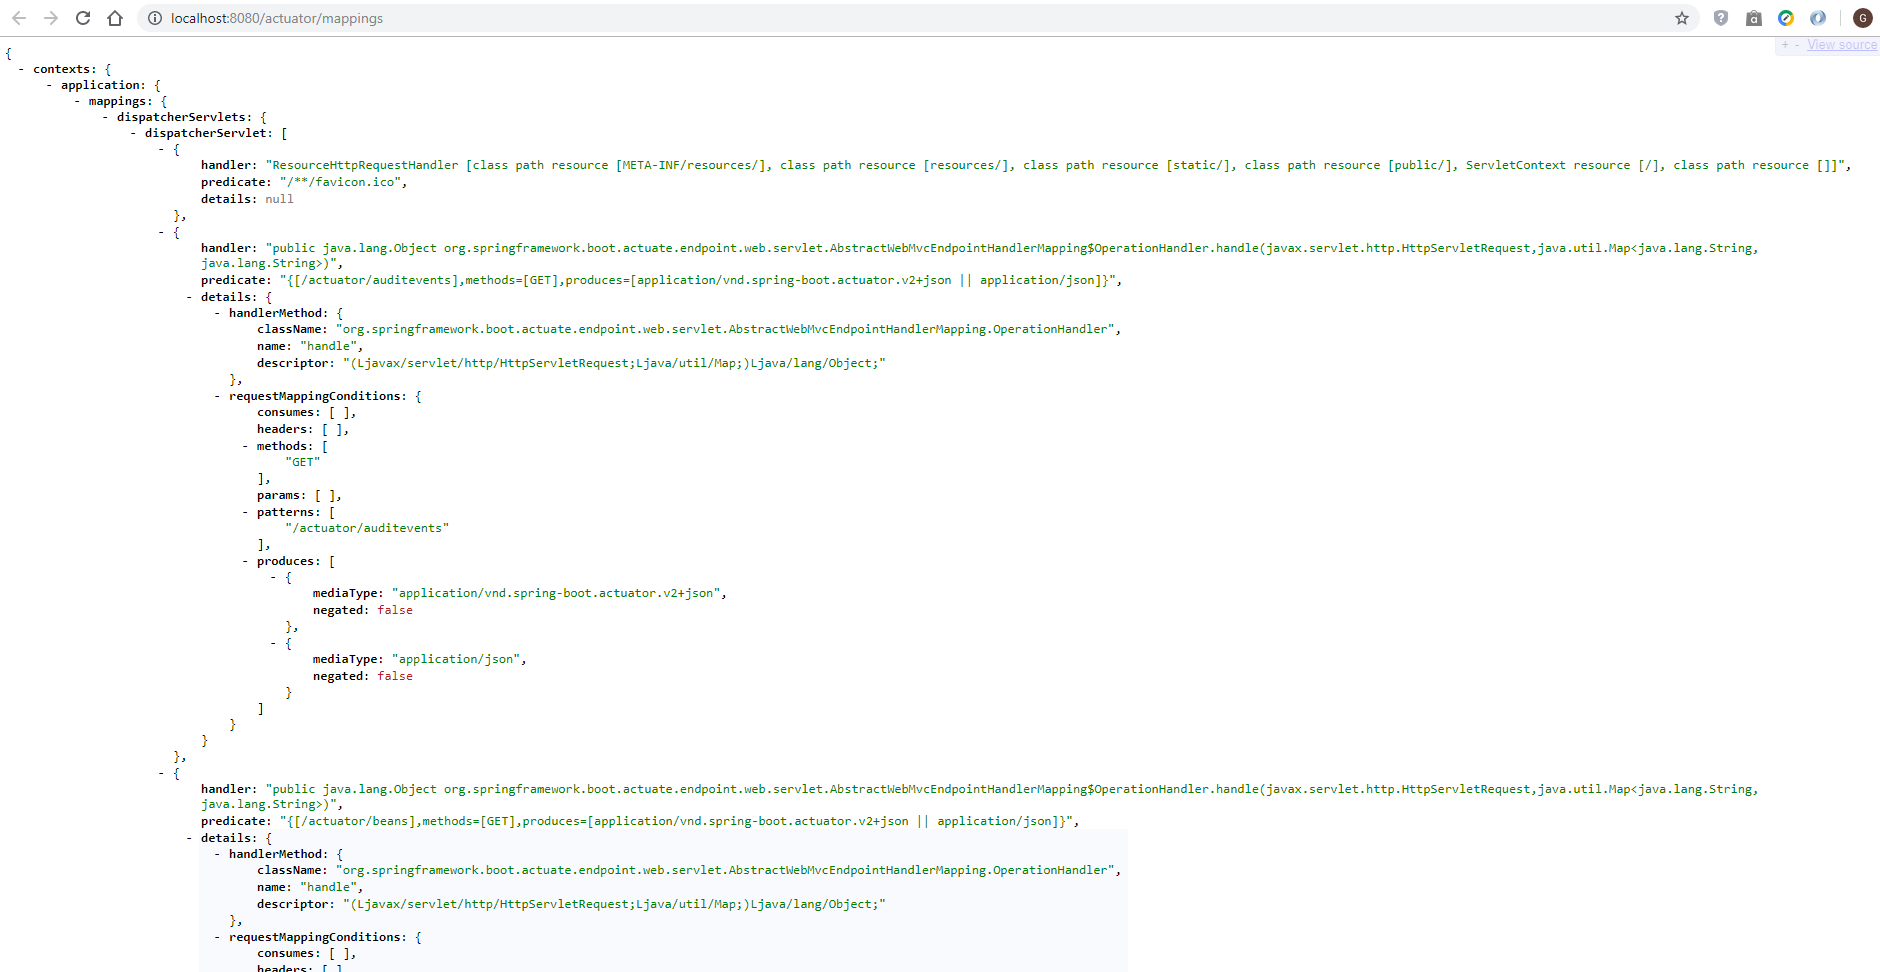 localhost:8080/actuator/mappings
G
+ - View source
{
- contexts: {
- application: {
- mappings: {
- dispatcherServlets: {
- dispatcherServlet: [
- {
handler: "ResourceHttpRequestHandler [class path resource [META-INF/resources/], class path resource [resources/], class path resource [static/], class path resource [public/], ServletContext resource [/], class path resource []]",
predicate: "/**/favicon.ico",
details: null
},
- {
handler: "public java.lang.Object org.springframework.boot.actuate.endpoint.web.servlet.AbstractWebMvcEndpointHandlerMapping$OperationHandler.handle(javax.servlet.http.HttpServletRequest,java.util.Map<java.lang.String,
java.lang.String>)",
predicate: "{[/actuator/auditevents],methods=[GET],produces=[application/vnd.spring-boot.actuator.v2+json || application/json]}",
- details: {
- handlerMethod: {
className: "org.springframework.boot.actuate.endpoint.web.servlet.AbstractWebMvcEndpointHandlerMapping.OperationHandler",
name: "handle",
descriptor: "(Ljavax/servlet/http/HttpServletRequest;Ljava/util/Map;)Ljava/lang/Object;"
},
- requestMappingConditions: {
consumes: [ ],
headers: [ ],
- methods: [
"GET"
],
params: [ ],
- patterns: [
"/actuator/auditevents"
],
- produces: [
- {
mediaType: "application/vnd.spring-boot.actuator.v2+json",
negated: false
},
- {
mediaType: "application/json",
negated: false
}
]
}
}
},
- {
handler: "public java.lang.Object org.springframework.boot.actuate.endpoint.web.servlet.AbstractWebMvcEndpointHandlerMapping$OperationHandler.handle(javax.servlet.http.HttpServletRequest,java.util.Map<java.lang.String,
java.lang.String>)",
predicate: "{[/actuator/beans],methods=[GET],produces=[application/vnd.spring-boot.actuator.v2+json || application/json]}",
- details: {
- handlerMethod: {
className: "org.springframework.boot.actuate.endpoint.web.servlet.AbstractWebMvcEndpointHandlerMapping.OperationHandler",
name: "handle",
descriptor: "(Ljavax/servlet/http/HttpServletRequest;Ljava/util/Map;)Ljava/lang/Object;"
},
- requestMappingConditions: {
consumes: [ ],
headers: [ ]